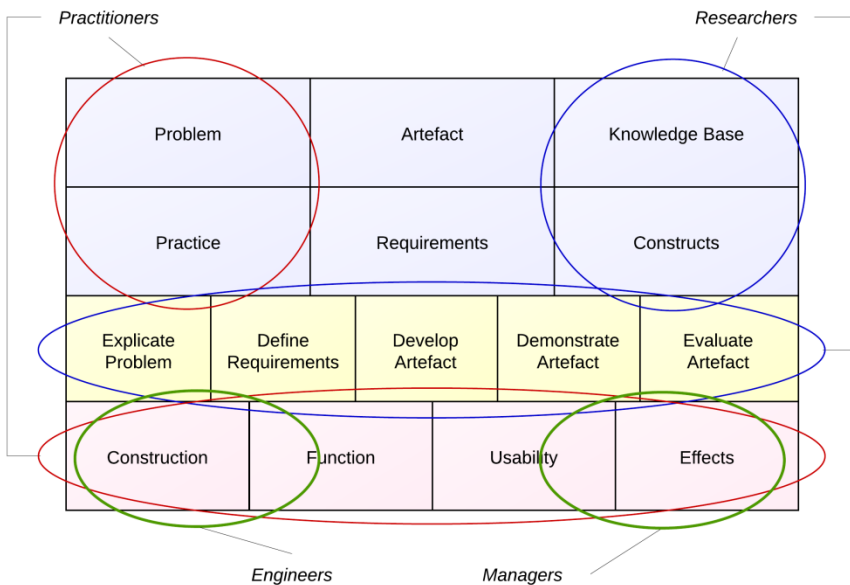 Practitioners
Researchers
Problem
Artefact
Knowledge Base
Practice
Requirements
Constructs
Explicate
Problem
Define
Requirements
Develop
Artefact
Demonstrate
Artefact
Evaluate
Artefact
Construction
Function
Usability
Effects
Engineers
Managers